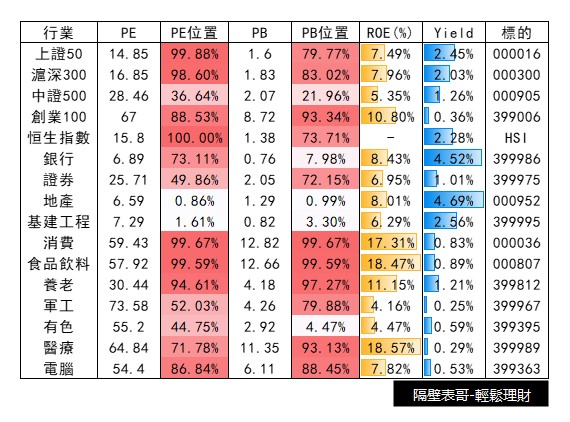 行業 PE PE位置 PB PB位置 ROE(%) Yield 標的
上證50 14.85 99.88% 1.6 79.77% 7.49% 2.45% 000016
滬深300 16.85 98.60% 1.83 83.02% 7.96% 2.03% 000300
中證500 28.46 36.64% 2.07 21.96% 5.35% 1.26% 000905
創業100 67 88.53% 8.72 93.34% 10.80% 0.36% 399006
恒生指數 15.8 100.00% 1.38 73.71% - 2.28% HSI
銀行 6.89 73.11% 0.76 7.98% 8.43% 4.52% 399986
證劵 25.71 49.86% 2.05 72.15% 6.95% 1.01% 399975
地產 6.59 0.86% 1.29 0.99% 8.01% 4.69% 000952
基建工程 7.29 1.61% 0.82 3.30% 6.29% 2.56% 399995
消費 59.43 99.67% 12.82 99.67% 17.31% 0.83% 000036
食品飲料 57.92 99.59% 12.66 99.59% 18.47% 0.89% 000807
養老 30.44 94.61% 4.18 97.27% 11.15% 1.21% 399812
軍工 73.58 52.03% 4.26 79.88% 4.16% 0.25% 399967
有色 55.2 44.75% 2.92 4.47% 4.47% 0.59% 399395
醫療 64.84 71.78% 11.35 93.13% 18.57% 0.29% 399989
電腦 54.4 86.84% 6.11 88.45% 7.82% 0.53% 399363
隔壁表哥-輕鬆理財